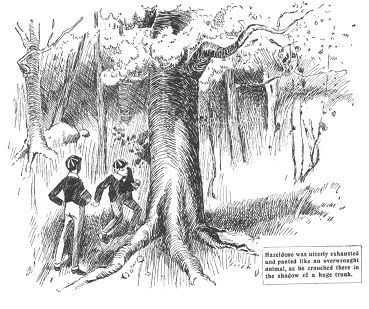 Hazeldene was utterly exhausted
and panted like an overwrought
animal, as he crouched there in
the shadow of a huge trunk.